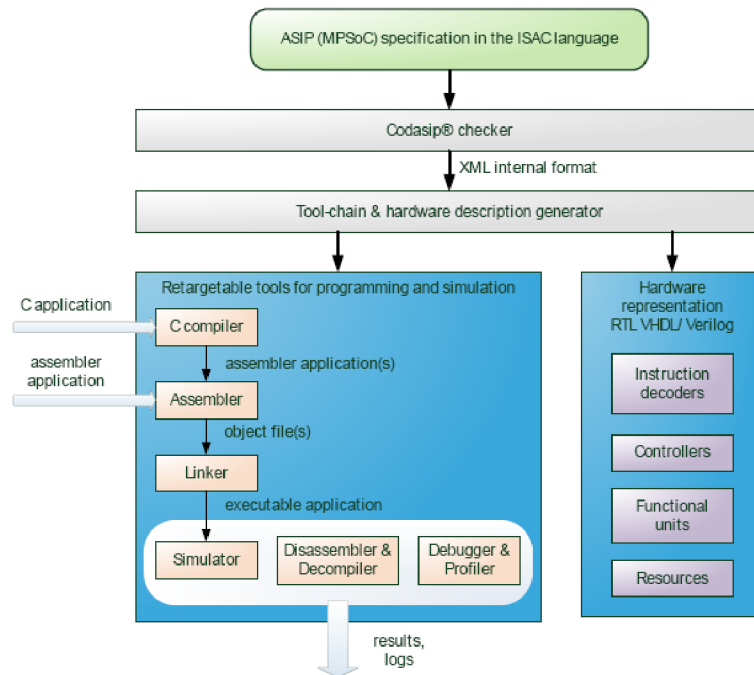 ASIP (MPSoC) specification in the ISAC language
Codasip® checker
XML internal format
Tool-chain & hardware description generator
Retargetable tools for programming and simulation
C application
C compiler
assembler application(s)
assembler
application
Assembler
object file(s)
Linker
executable application
Simulator
Disassembler &
Decompiler
Debugger &
Profiler
results,
logs
Hardware
representation
RTL VHDL/ Verilog
Instruction
decoders
Controllers
Functional
units
Resources